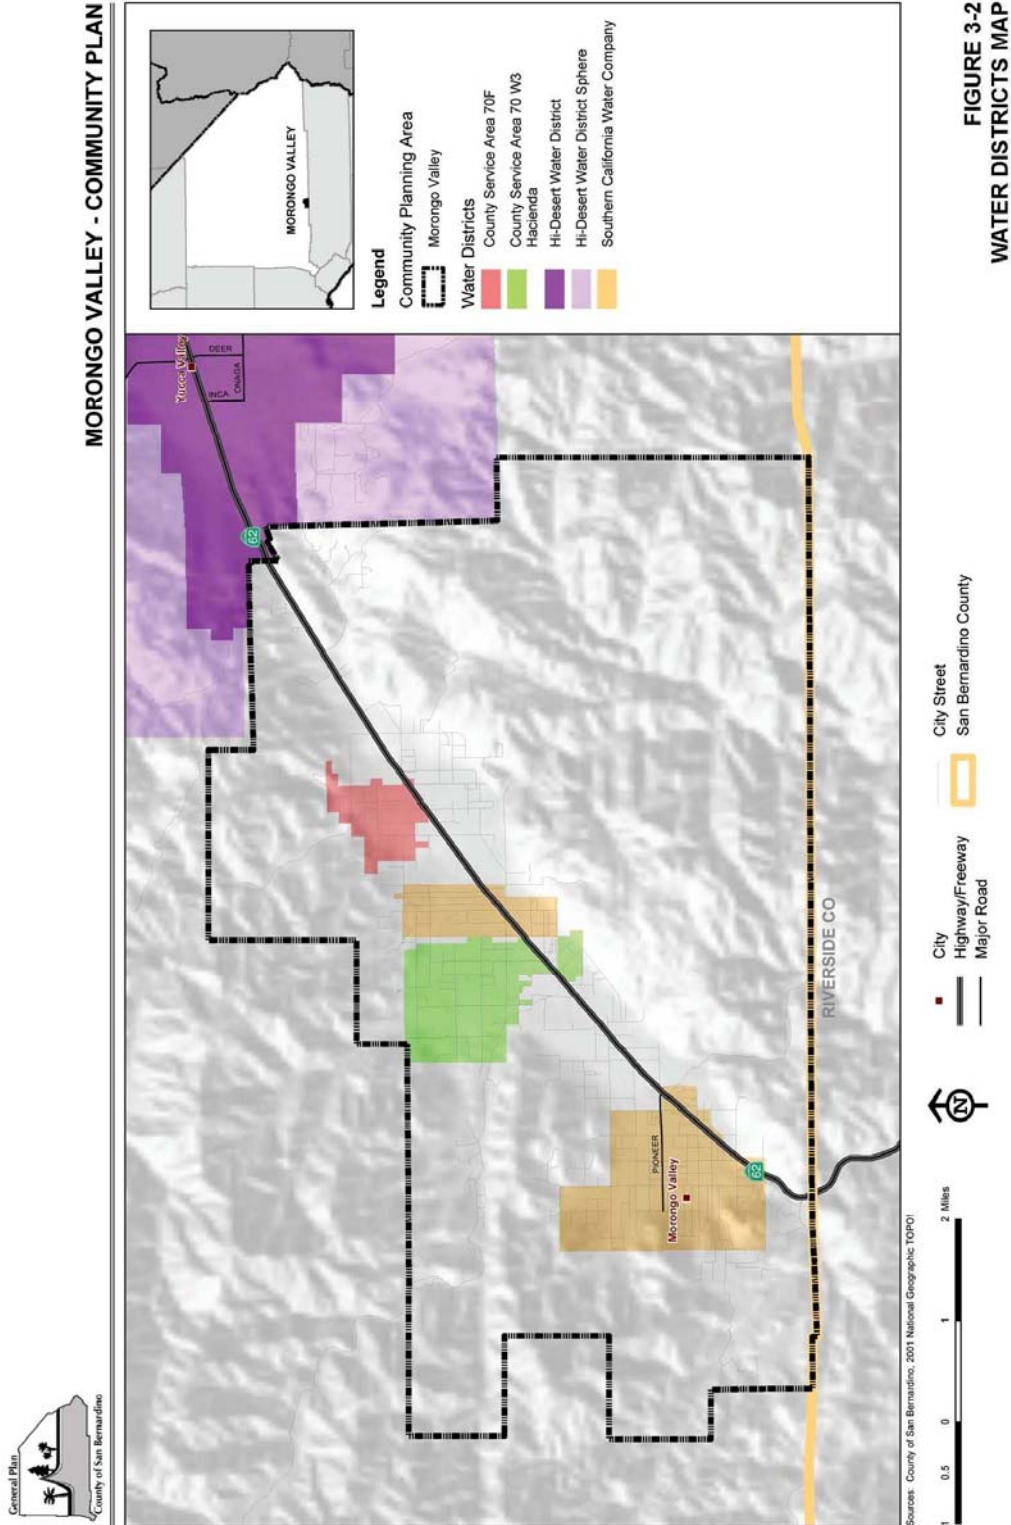 General Plan
County of San Bernardino
MORONGO VALLEY - COMMUNITY PLAN
Yucca Valley
DEER
INCA
ONAGA
62
PIONEER
Morongo Valley
62
RIVERSIDE CO
MORONGO VALLEY
Legend
Community Planning Area
Morongo Valley
Water Districts
County Service Area 70F
County Service Area 70 W3
Hacienda
Hi-Desert Water District
Hi-Desert Water District Sphere
Southern California Water Company
Sources: County of San Bernardino, 2001 National Geographic TOPO!
1 0.5 0 1 2 Miles
N
City
Highway/Freeway
Major Road
City Street
San Bernardino County
FIGURE 3-2
WATER DISTRICTS MAP